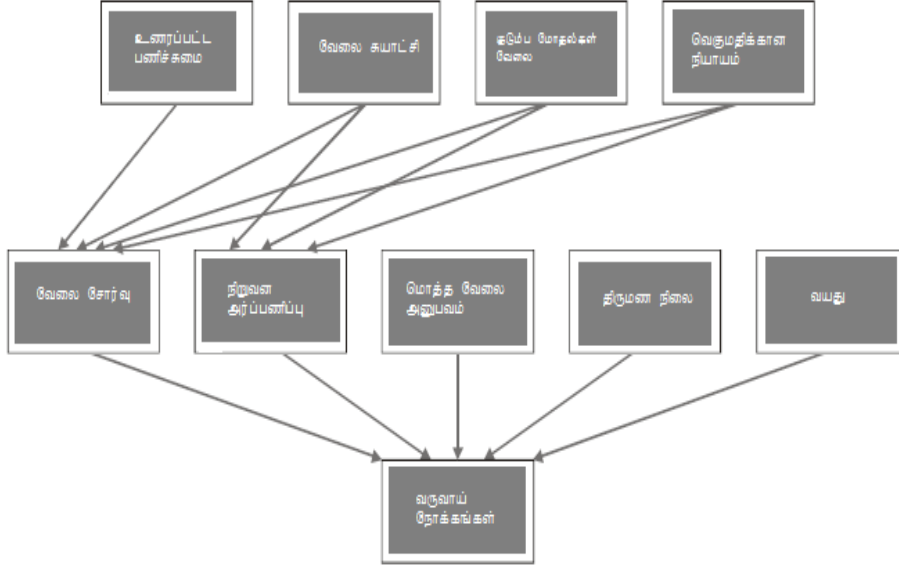 உணரப்பட்ட
பணிச்சுமை
வேலை சுயாட்சி
குடும்ப மோதல்கள்
வேலை
வெகுமதிக்கான
நியாயம்
வேலை சோர்வு
நிறுவன
அர்ப்பணிப்பு
மொத்த வேலை
அனுபவம்
திருமண நிலை
வயது
வருவாய்
நோக்கங்கள்